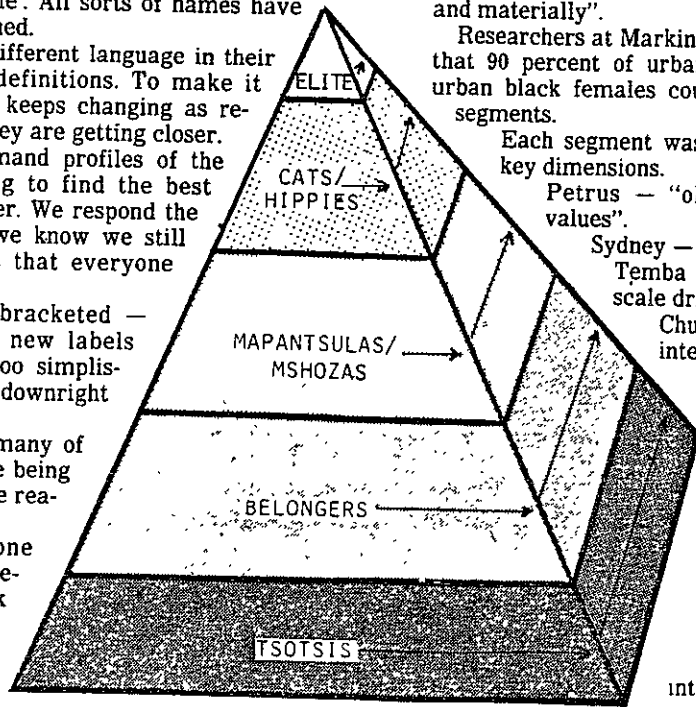 All sorts of names have
ifferent language in their
definitions. To make it
keeps changing as re-
ey are getting closer.
mand profiles of the
g to find the best
er. We respond the
we know we still
that everyone
bracketed —
new labels
oo simplis-
downright
many of
e being
e rea-
one
e-
k
ELITE
CATS/
HIPPIES
MAPANTSULAS/
MSHOZAS
BELONGERS
TSOTSIS
and materially".
Researchers at Markin
that 90 percent of urba
urban black females cou
segments.
Each segment was
key dimensions.
Petrus — "ol
values".
Sydney —
Temba
scale dr
Chu
inte
int